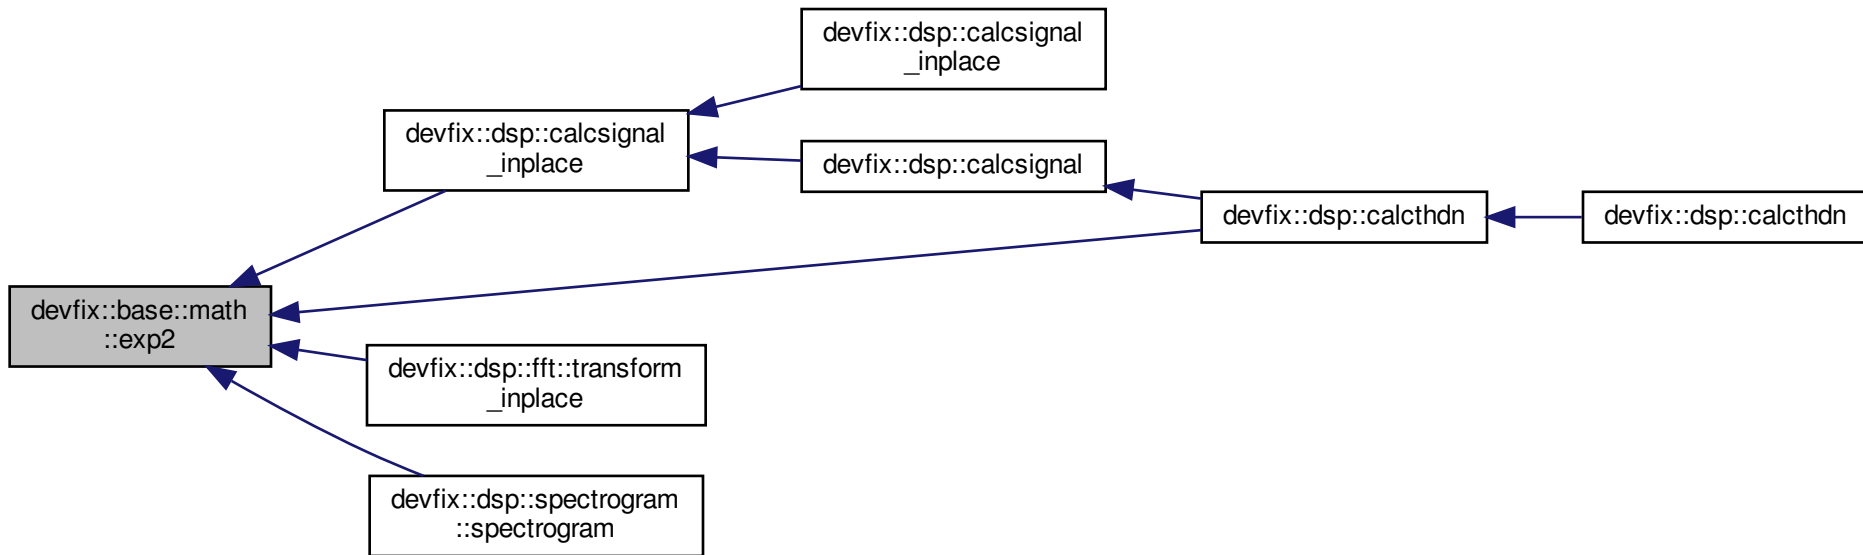 devfix::dsp::calcsignal
_inplace
devfix::dsp::calcsignal
_inplace
devfix::dsp::calcsignal
devfix::dsp::calcthdn
devfix::dsp::calcthdn
devfix::base::math
::exp2
devfix::dsp::fft::transform
_inplace
devfix::dsp::spectrogram
::spectrogram